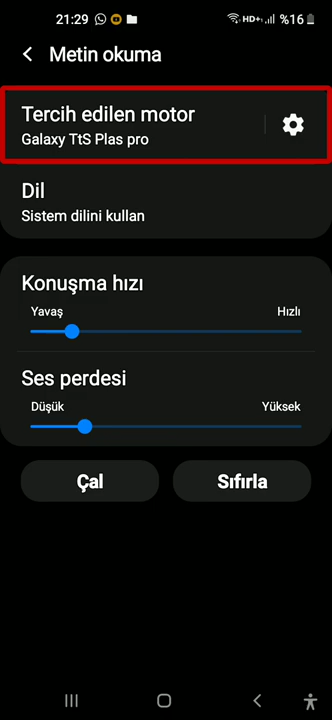 21:29 HD+ %16
Metin okuma
Tercih edilen motor
Galaxy TtS Plas pro
Dil
Sistem dilini kullan
Konuşma hızı
Yavaş Hızlı
Ses perdesi
Düşük Yüksek
Çal Sıfırla